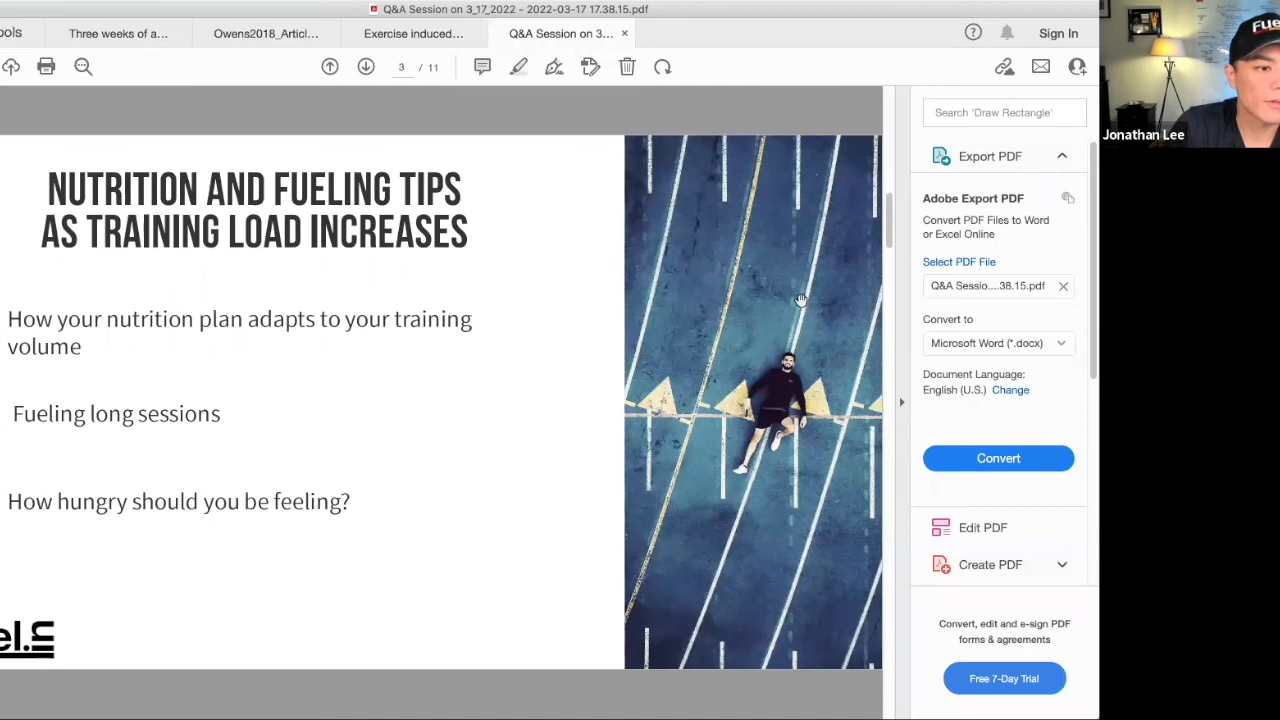 Q&A Session on 3_17_2022 - 2022-03-17 17.38.15.pdf
ools
Three weeks of a...
Owens2018_Articl...
Exercise induced...
Q&A Session on 3... ×
Sign In
3 / 11
NUTRITION AND FUELING TIPS
AS TRAINING LOAD INCREASES
How your nutrition plan adapts to your training
volume
Fueling long sessions
How hungry should you be feeling?
el.in
Search 'Draw Rectangle'
Export PDF
Adobe Export PDF
Convert PDF Files to Word
or Excel Online
Select PDF File
Q&A Sessio....38.15.pdf
Convert to
Microsoft Word (*.docx)
Document Language:
English (U.S.) Change
Convert
Edit PDF
Create PDF
Convert, edit and e-sign PDF
forms & agreements
Free 7-Day Trial
Fue
Jonathan Lee